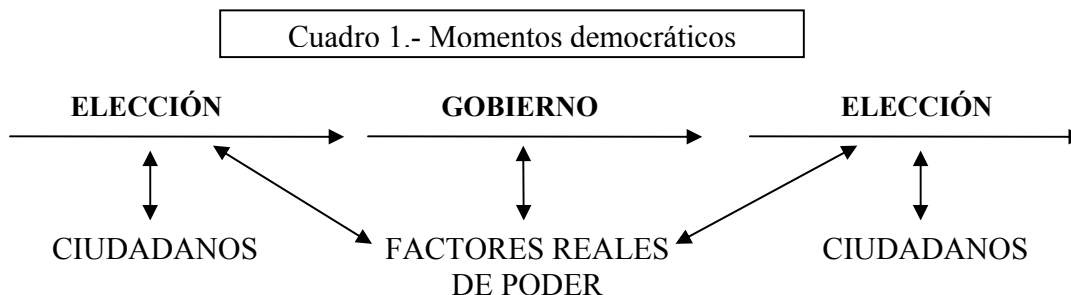 Cuadro 1.- Momentos democráticos
ELECCIÓN GOBIERNO ELECCIÓN
CIUDADANOS FACTORES REALES CIUDADANOS
DE PODER